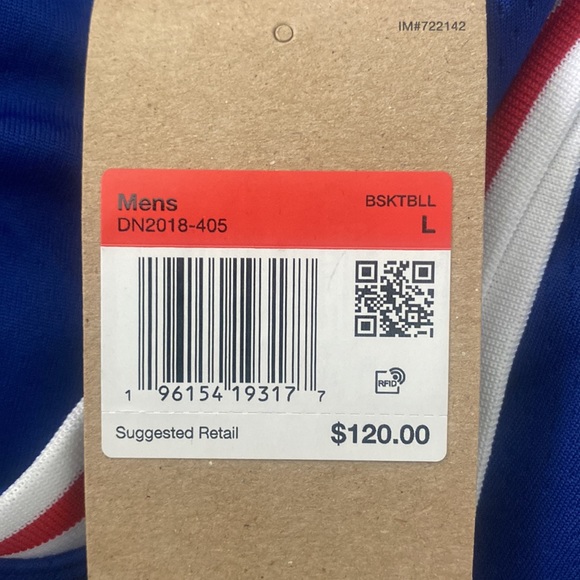 IM#722142
Mens BSKTBLL
DN2018-405 L
1 96154 19317 7
RFID
Suggested Retail $120.00